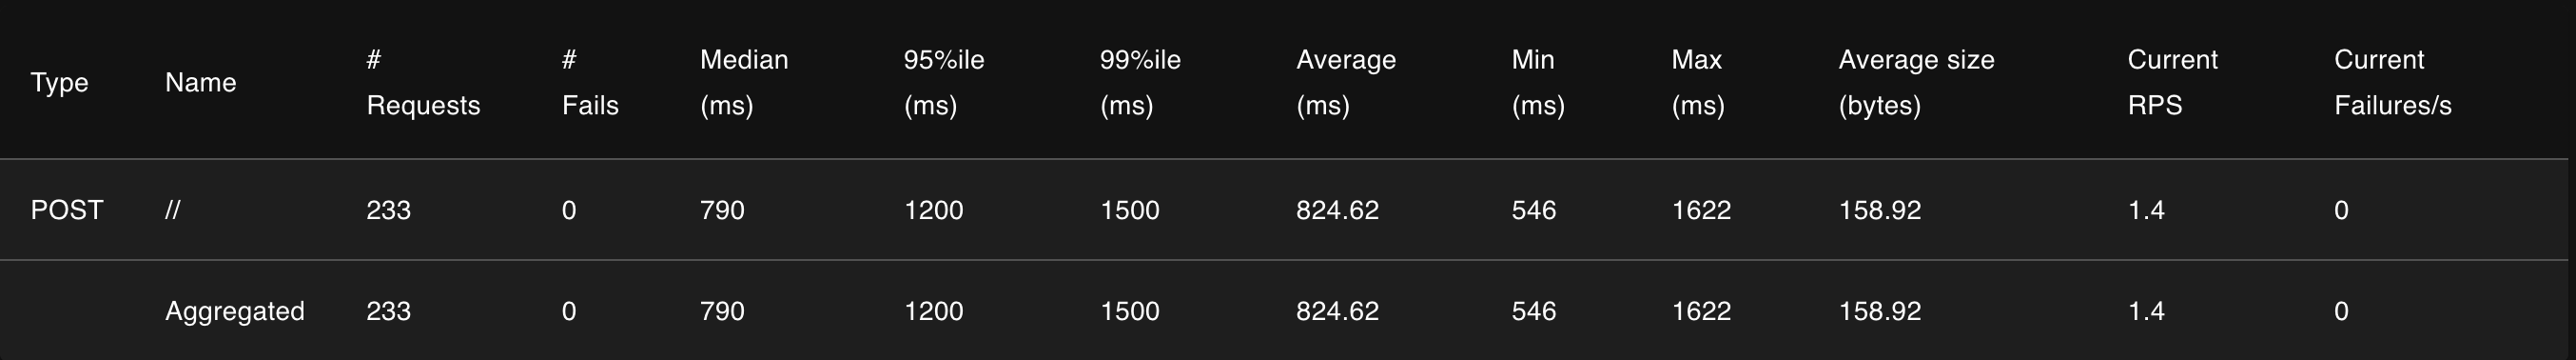 Type Name # Requests # Fails Median (ms) 95%ile (ms) 99%ile (ms) Average (ms) Min (ms) Max (ms) Average size (bytes) Current RPS Current Failures/s
POST // 233 0 790 1200 1500 824.62 546 1622 158.92 1.4 0
Aggregated 233 0 790 1200 1500 824.62 546 1622 158.92 1.4 0